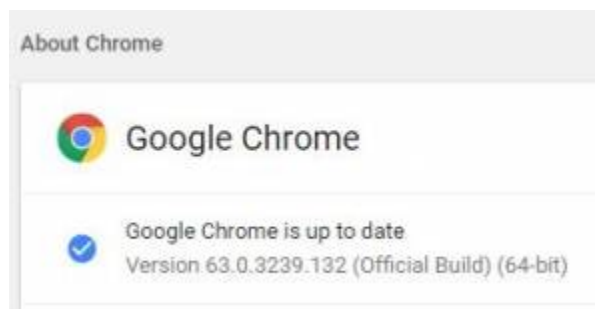 About Chrome
Google Chrome
Google Chrome is up to date
Version 63.0.3239.132 (Official Build) (64-bit)